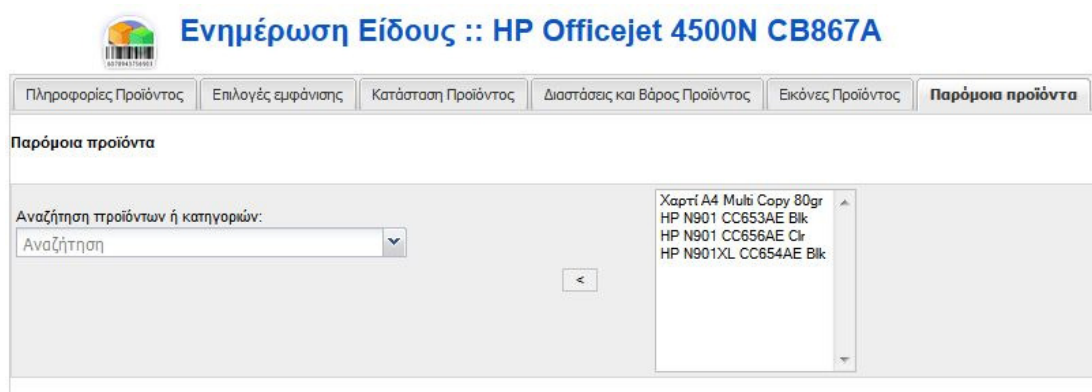 Ενημέρωση Είδους :: HP Officejet 4500N CB867A
Πληροφορίες Προϊόντος Επιλογές εμφάνισης Κατάσταση Προϊόντος Διαστάσεις και Βάρος Προϊόντος Εικόνες Προϊόντος Παρόμοια προϊόντα
Παρόμοια προϊόντα
Αναζήτηση προϊόντων ή κατηγοριών:
Αναζήτηση
<
Χαρτί A4 Multi Copy 80gr
HP N901 CC653AE Blk
HP N901 CC656AE Clr
HP N901XL CC654AE Blk